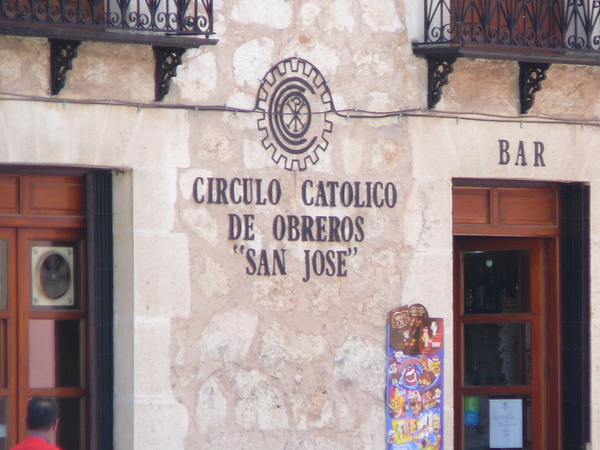 BAR
CIRCULO CATOLICO
DE OBREROS
"SAN JOSE"